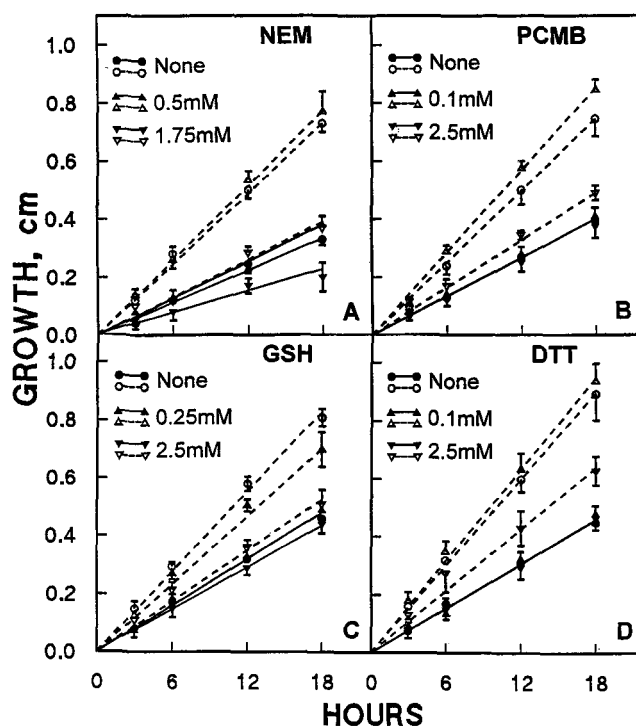 NEM
None
0.5mM
1.75mM
A
PCMB
None
0.1mM
2.5mM
B
GSH
None
0.25mM
2.5mM
C
DTT
None
0.1mM
2.5mM
D
GROWTH, cm
1.0
0.8
0.6
0.4
0.2
0.0
0.8
0.6
0.4
0.2
0.0
0 6 12 18 0 6 12 18
HOURS